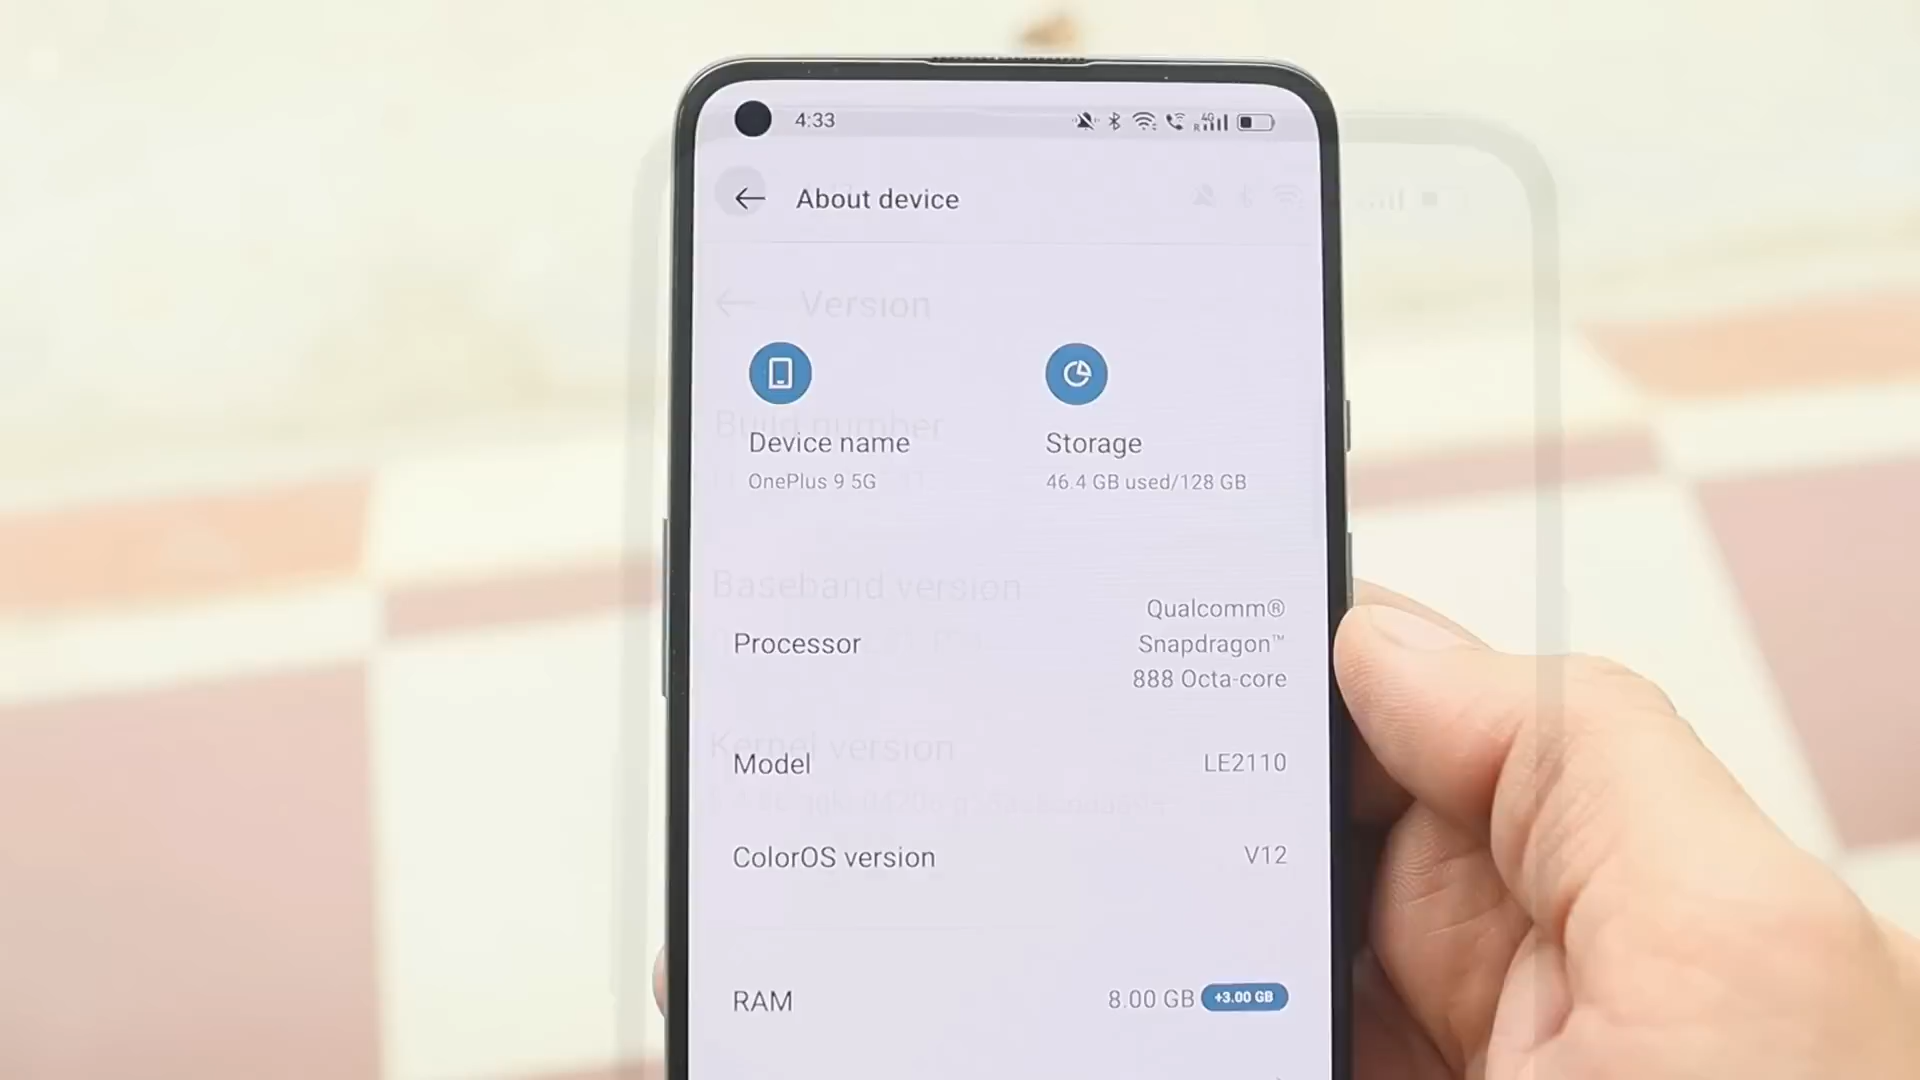 4:33
4G
R
About device
Version
Build number
Device name
Storage
OnePlus 9 5G
46.4 GB used/128 GB
Baseband version
Processor
Qualcomm®
Snapdragon™
888 Octa-core
Kernel version
Model
LE2110
ColorOS version
V12
RAM
8.00 GB
+3.00 GB